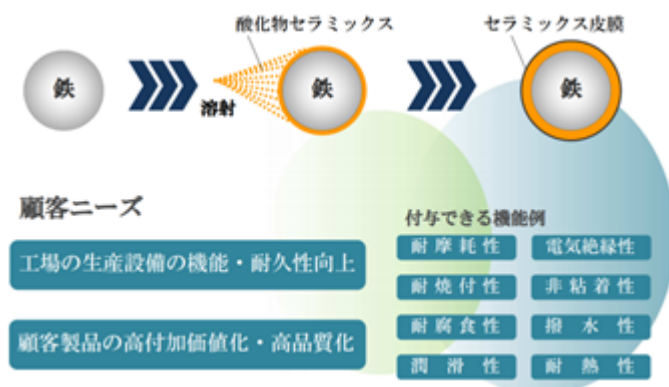 酸化物セラミックス
セラミックス皮膜
鉄
溶射
鉄
鉄
顧客ニーズ
工場の生産設備の機能・耐久性向上
顧客製品の高付加価値化・高品質化
付与できる機能例
耐摩耗性
電気絶縁性
耐焼付性
非粘着性
耐腐食性
撥水性
潤滑性
耐熱性